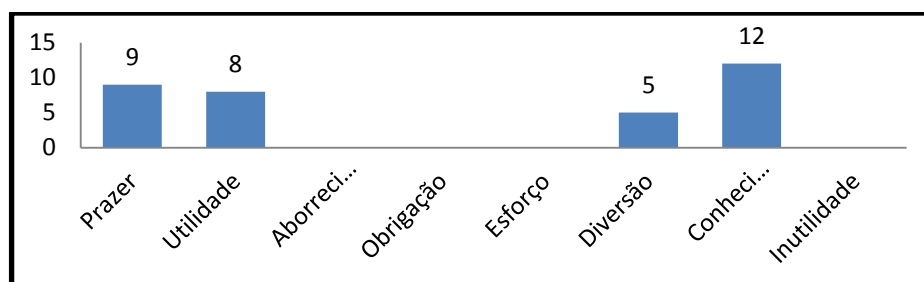 15
10
5
0
9
8
5
12
Prazer
Utilidade
Aborreci...
Obrigação
Esforço
Diversão
Conheci...
Inutilidade